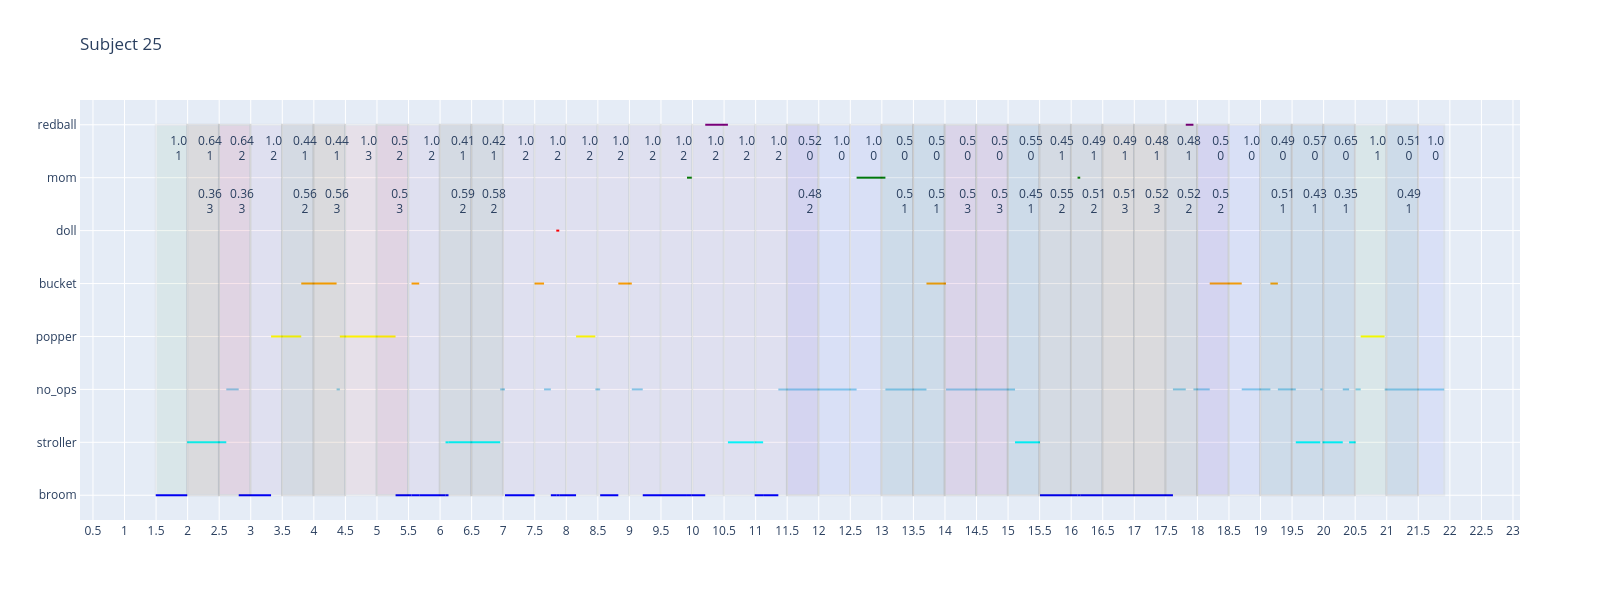 Subject 25
redball
1.0 0.64 0.64 1.0 0.44 0.44 1.0 0.5 1.0 0.41 0.42 1.0 1.0 1.0 1.0 1.0 1.0 1.0 1.0 1.0 0.52 1.0 1.0 0.5 0.5 0.5 0.5 0.55 0.45 0.49 0.49 0.48 0.48 0.5 1.0 0.49 0.57 0.65 1.0 0.51 1.0
1 1 2 2 1 1 3 2 2 1 1 2 2 2 2 2 2 2 2 2 0 0 0 0 0 0 0 0 1 1 1 1 1 0 0 0 0 0 1 0 0
mom
0.36 0.36 0.56 0.56 0.5 0.59 0.58 0.48 0.5 0.5 0.5 0.5 0.45 0.55 0.51 0.51 0.52 0.52 0.5 0.51 0.43 0.35 0.49
3 3 2 3 3 2 2 2 1 1 3 3 1 2 2 3 3 2 2 1 1 1 1
doll
bucket
popper
no_ops
stroller
broom
0.5 1 1.5 2 2.5 3 3.5 4 4.5 5 5.5 6 6.5 7 7.5 8 8.5 9 9.5 10 10.5 11 11.5 12 12.5 13 13.5 14 14.5 15 15.5 16 16.5 17 17.5 18 18.5 19 19.5 20 20.5 21 21.5 22 22.5 23